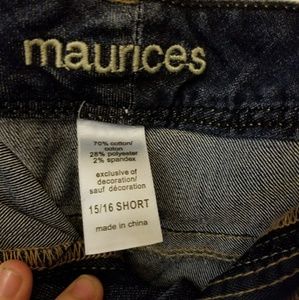 maurices
70% cotton/
coton
28% polyester
2% spandex
exclusive of
decoration/
sauf décoration
15/16 SHORT
made in china